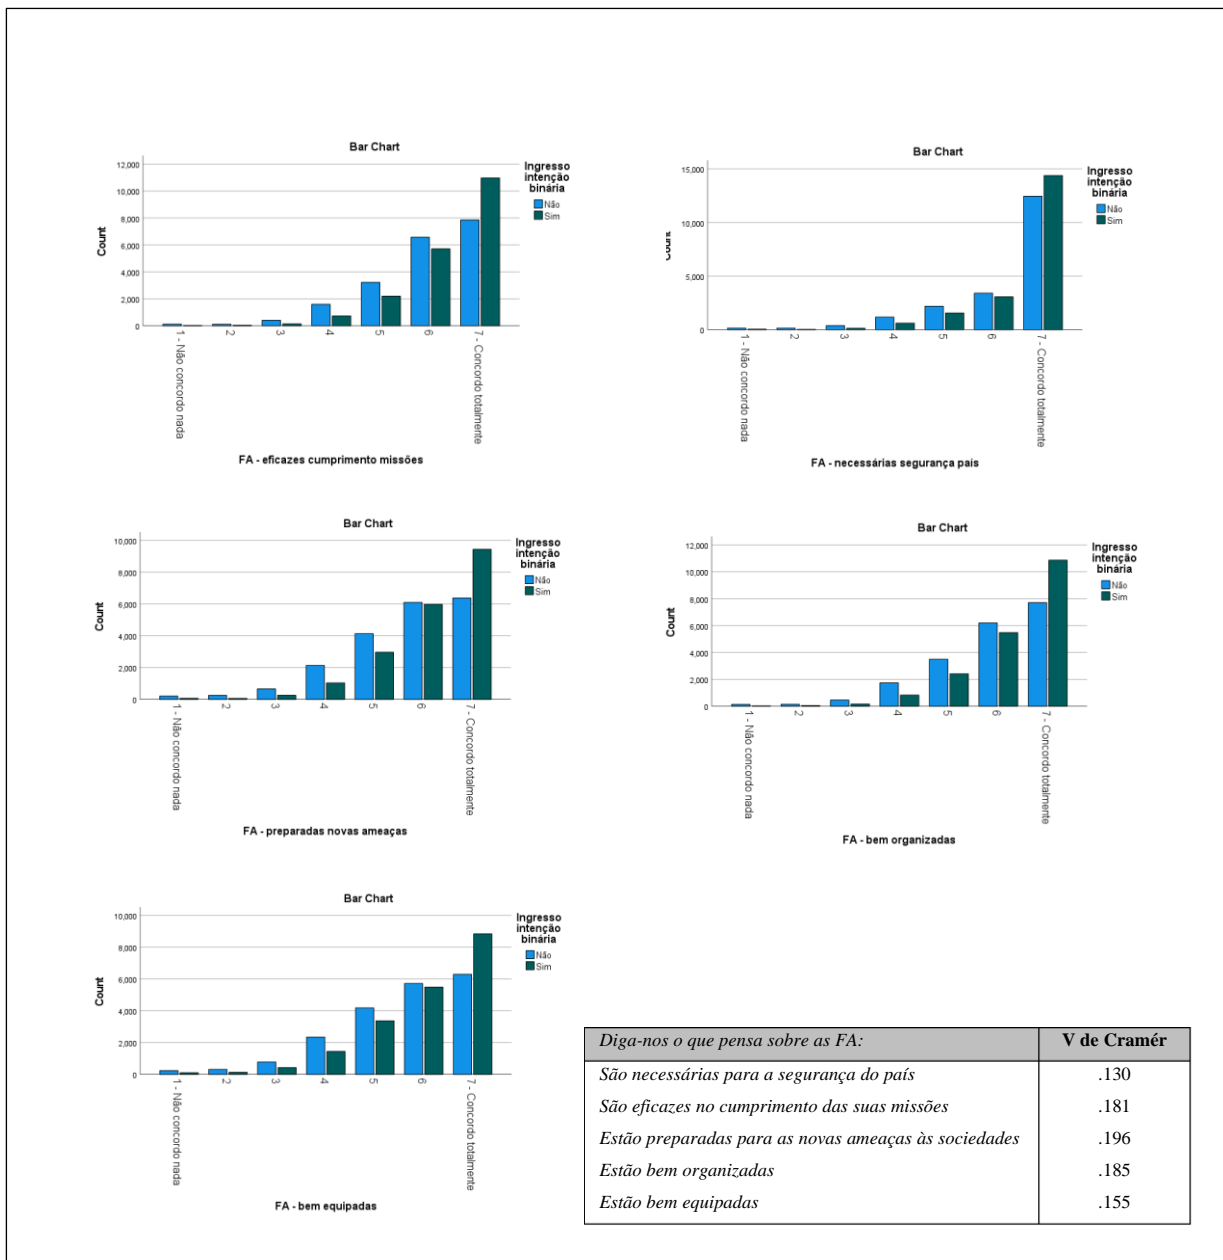 Bar Chart
Ingresso
intenção
binária
Não
Sim
Count
12,000
10,000
8,000
6,000
4,000
2,000
0
1 - Não concordo nada
2
3
4
5
6
7 - Concordo totalmente
FA - eficazes cumprimento missões
Bar Chart
Ingresso
intenção
binária
Não
Sim
Count
15,000
10,000
5,000
0
1 - Não concordo nada
2
3
4
5
6
7 - Concordo totalmente
FA - necessárias segurança país
Bar Chart
Ingresso
intenção
binária
Não
Sim
Count
10,000
8,000
6,000
4,000
2,000
0
1 - Não concordo nada
2
3
4
5
6
7 - Concordo totalmente
FA - preparadas novas ameaças
Bar Chart
Ingresso
intenção
binária
Não
Sim
Count
12,000
10,000
8,000
6,000
4,000
2,000
0
1 - Não concordo nada
2
3
4
5
6
7 - Concordo totalmente
FA - bem organizadas
Bar Chart
Ingresso
intenção
binária
Não
Sim
Count
10,000
8,000
6,000
4,000
2,000
0
1 - Não concordo nada
2
3
4
5
6
7 - Concordo totalmente
FA - bem equipadas
Diga-nos o que pensa sobre as FA: V de Cramér
São necessárias para a segurança do país .130
São eficazes no cumprimento das suas missões .181
Estão preparadas para as novas ameaças às sociedades .196
Estão bem organizadas .185
Estão bem equipadas .155